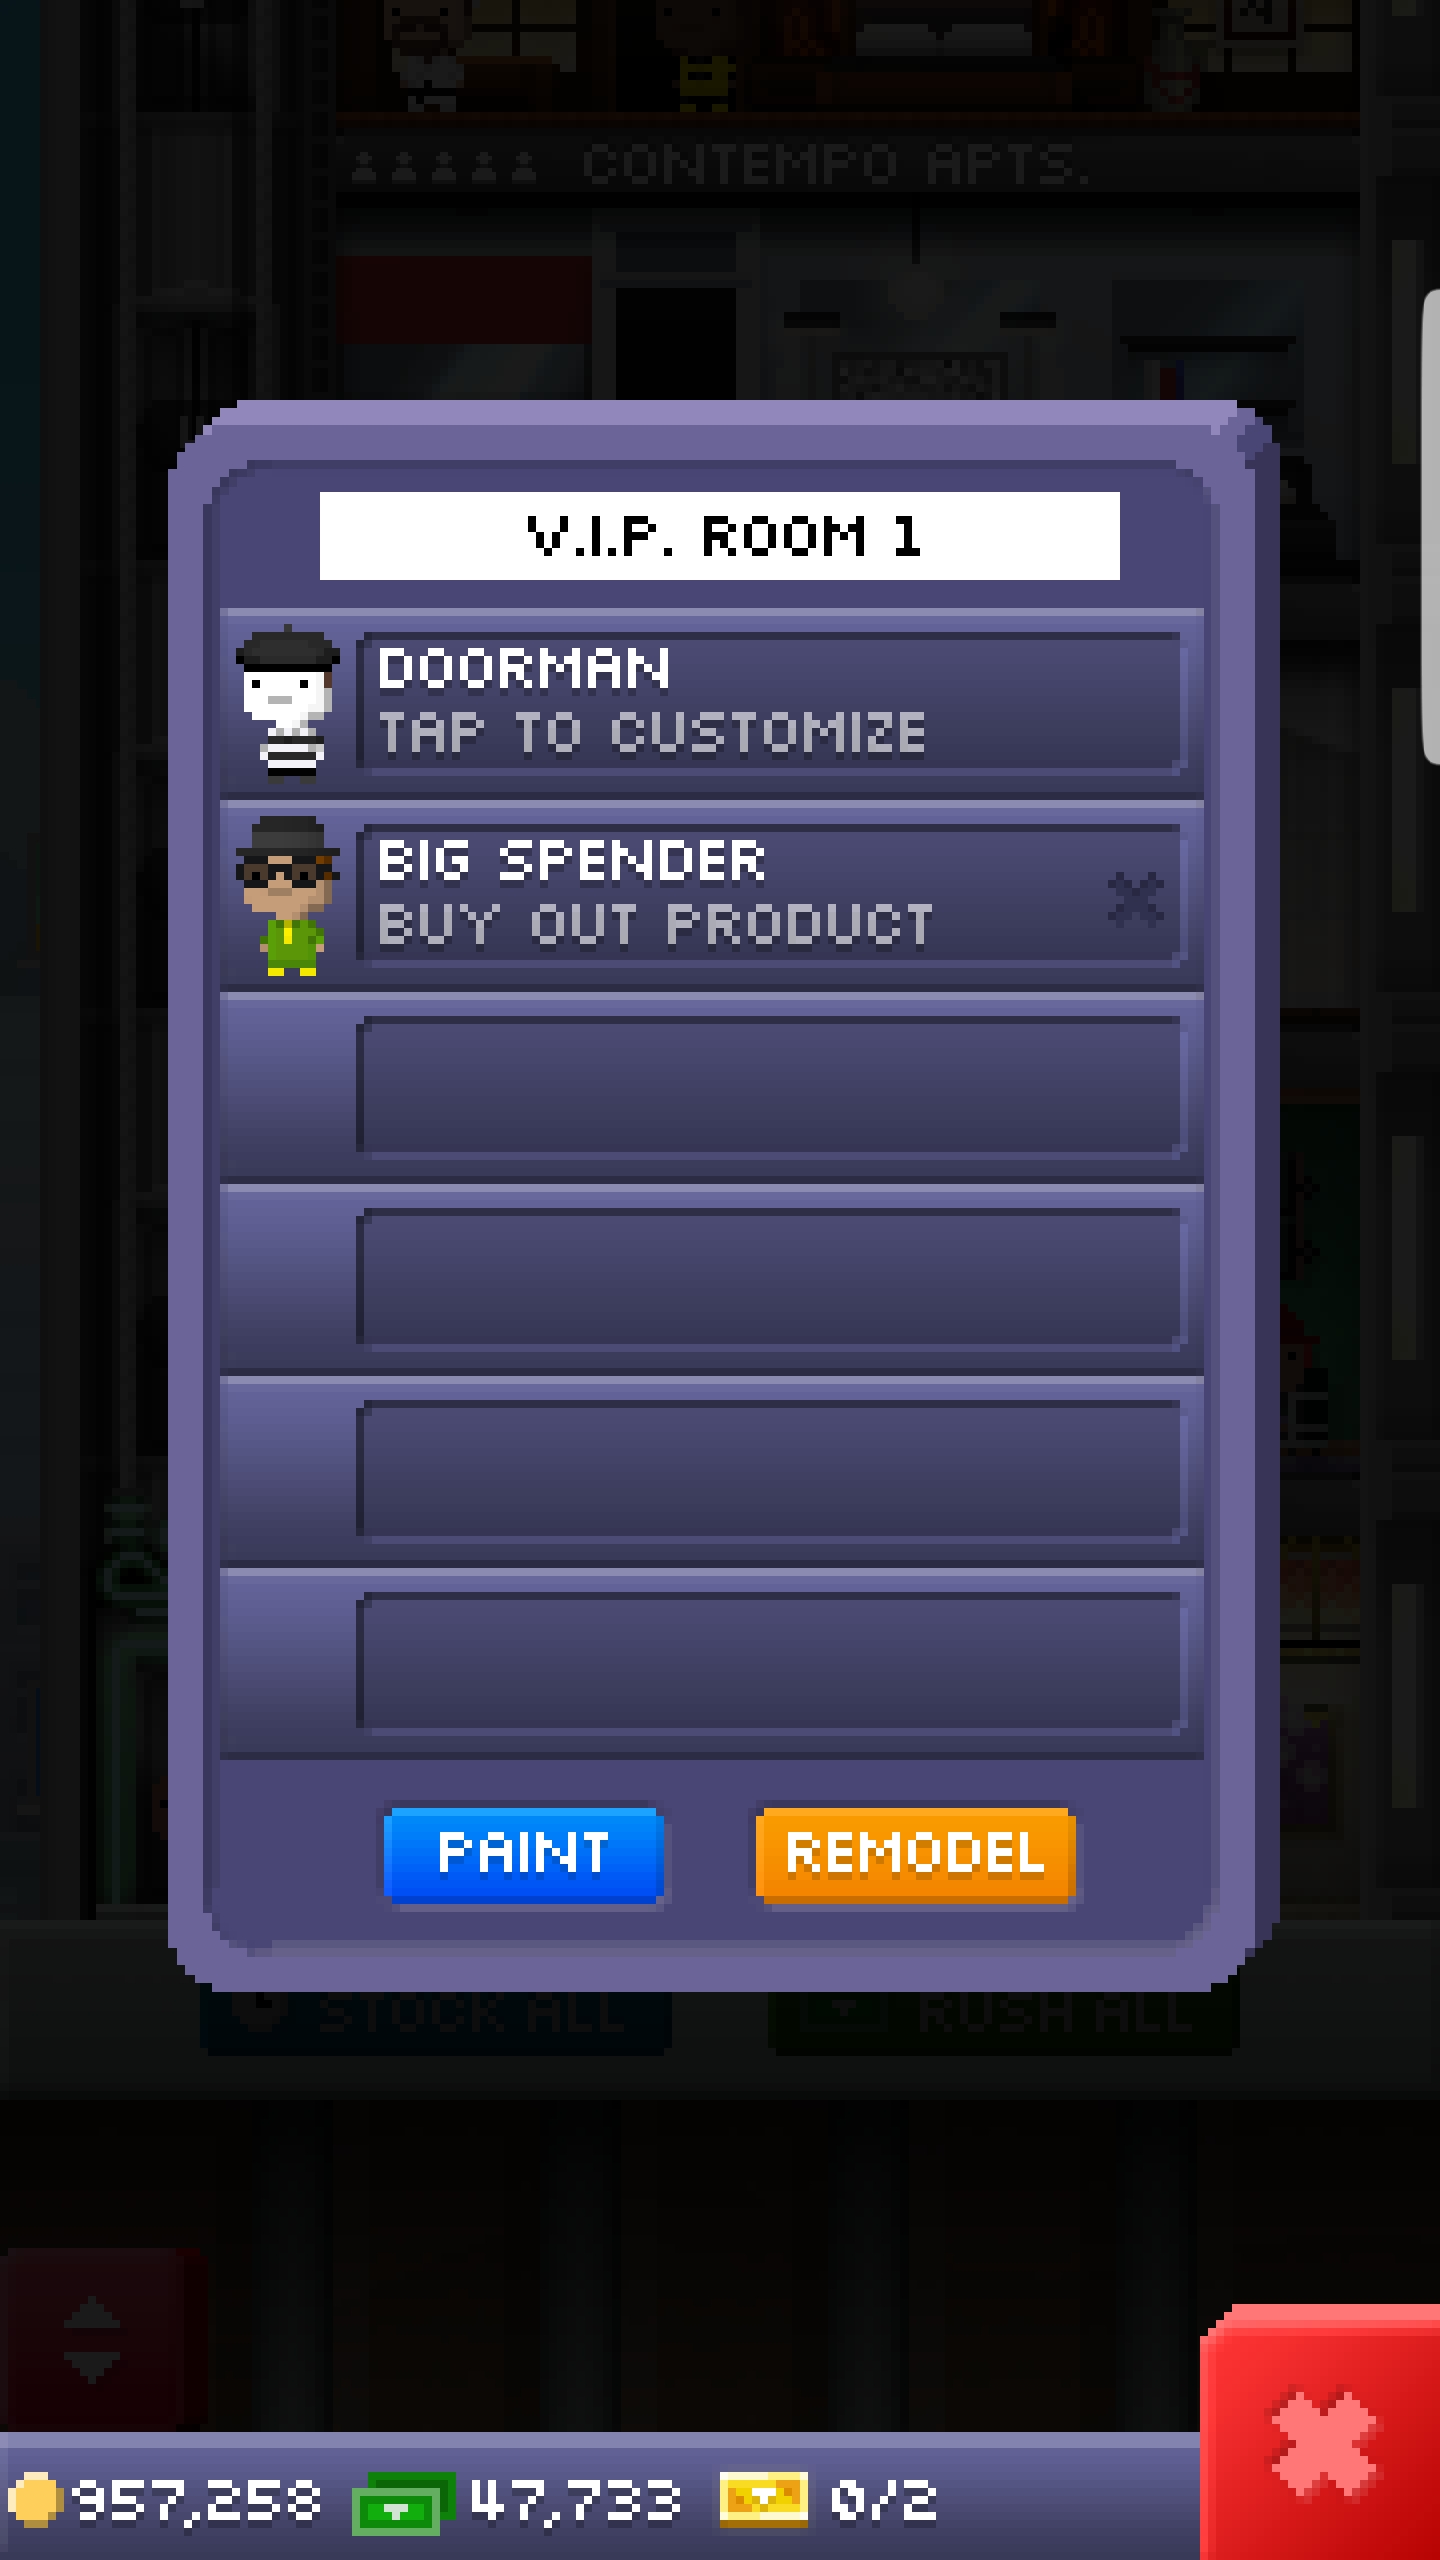 CONTEMPO APTS.
V.I.P. ROOM 1
DOORMAN
TAP TO CUSTOMIZE
BIG SPENDER
BUY OUT PRODUCT
PAINT
REMODEL
STOCK ALL
RUSH ALL
957,258
47,733
0/2